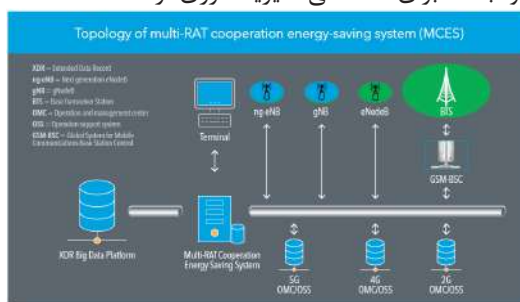 Topology of multi-RAT cooperation energy-saving system (MCES)
XDR – Extended Data Record
ng-eNB – Next generation eNodeB
gNB – gNodeB
BTS – Base Transceiver Station
OMC – Operation and management center
OSS – Operation support system
GSM-BSC – Global System for Mobile
Communications-Base Station Control
Terminal
ng-eNB
gNB
eNodeB
BTS
GSM-BSC
XDR Big Data Platform
Multi-RAT Cooperation
Energy Saving System
5G
OMC/OSS
4G
OMC/OSS
2G
OMC/OSS